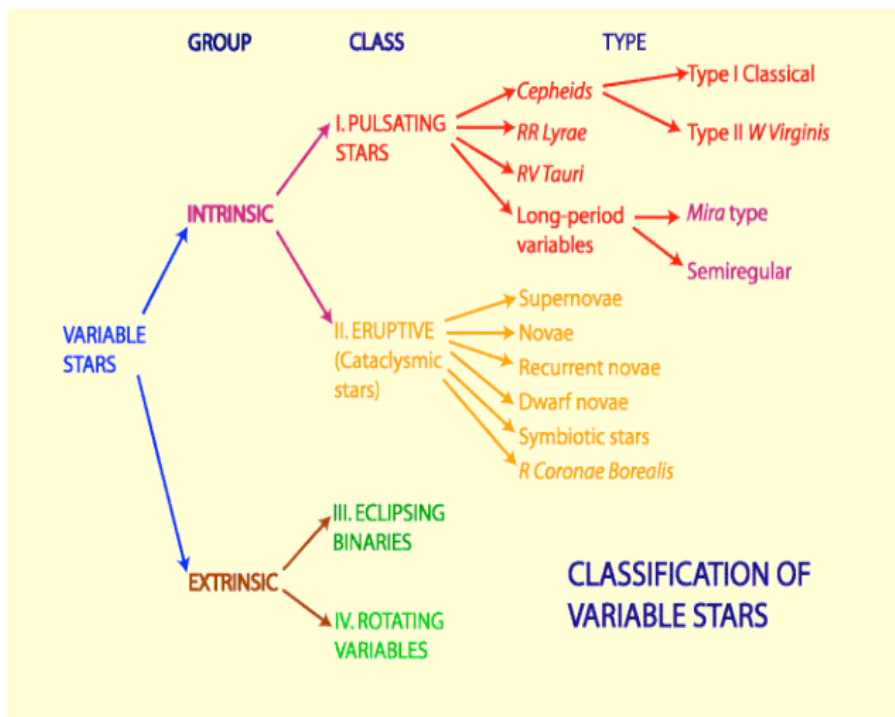 GROUP CLASS TYPE
VARIABLE
STARS
INTRINSIC
I. PULSATING
STARS
Cepheids
Type I Classical
Type II W Virginis
RR Lyrae
RV Tauri
Long-period
variables
Mira type
Semiregular
II. ERUPTIVE
(Cataclysmic
stars)
Supernovae
Novae
Recurrent novae
Dwarf novae
Symbiotic stars
R Coronae Borealis
EXTRINSIC
III. ECLIPSING
BINARIES
IV. ROTATING
VARIABLES
CLASSIFICATION OF
VARIABLE STARS